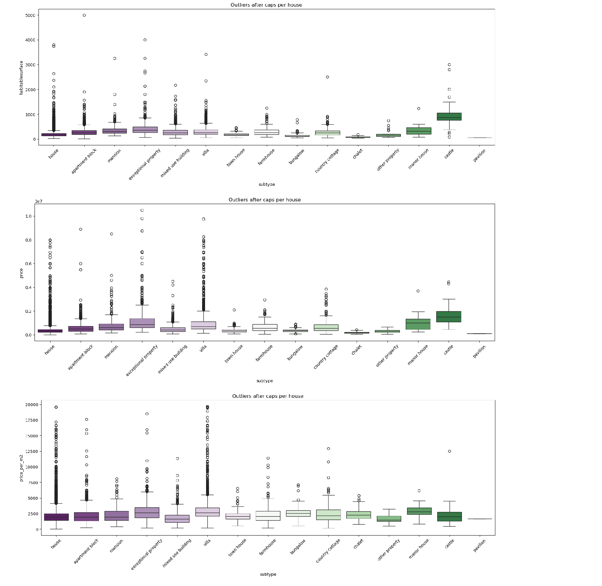 Outliers after caps per house
5000
4000
3000
2000
1000
0
habitablesurface
house
apartment block
mansion
exceptional property
mixed use building
villa
town house
farmhouse
bungalow
country cottage
chalet
other property
manor house
castle
pavilion
subtype
Outliers after caps per house
1e7
1.0
0.8
0.6
0.4
0.2
0.0
price
house
apartment block
mansion
exceptional property
mixed use building
villa
town house
farmhouse
bungalow
country cottage
chalet
other property
manor house
castle
pavilion
subtype
Outliers after caps per house
20000
17500
15000
12500
10000
7500
5000
2500
0
price_per_m2
house
apartment block
mansion
exceptional property
mixed use building
villa
town house
farmhouse
bungalow
country cottage
chalet
other property
manor house
castle
pavilion
subtype